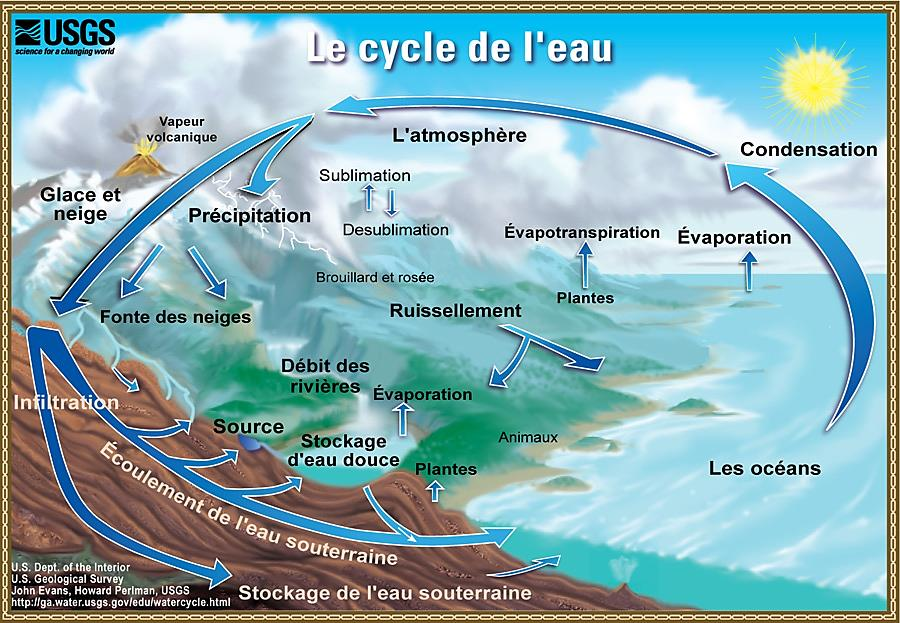 USGS
science for a changing world
Le cycle de l'eau
Vapeur
volcanique
L'atmosphère
Condensation
Sublimation
Glace et
neige
Précipitation
Desublimation
Évapotranspiration
Évaporation
Brouillard et rosée
Plantes
Ruissellement
Fonte des neiges
Débit des
rivières
Évaporation
Infiltration
Source
Stockage
d'eau douce
Animaux
Plantes
Les océans
Écoulement de l'eau souterraine
U.S. Dept. of the Interior
U.S. Geological Survey
John Evans, Howard Perlman, USGS
http://ga.water.usgs.gov/edu/watercycle.html
Stockage de l'eau souterraine